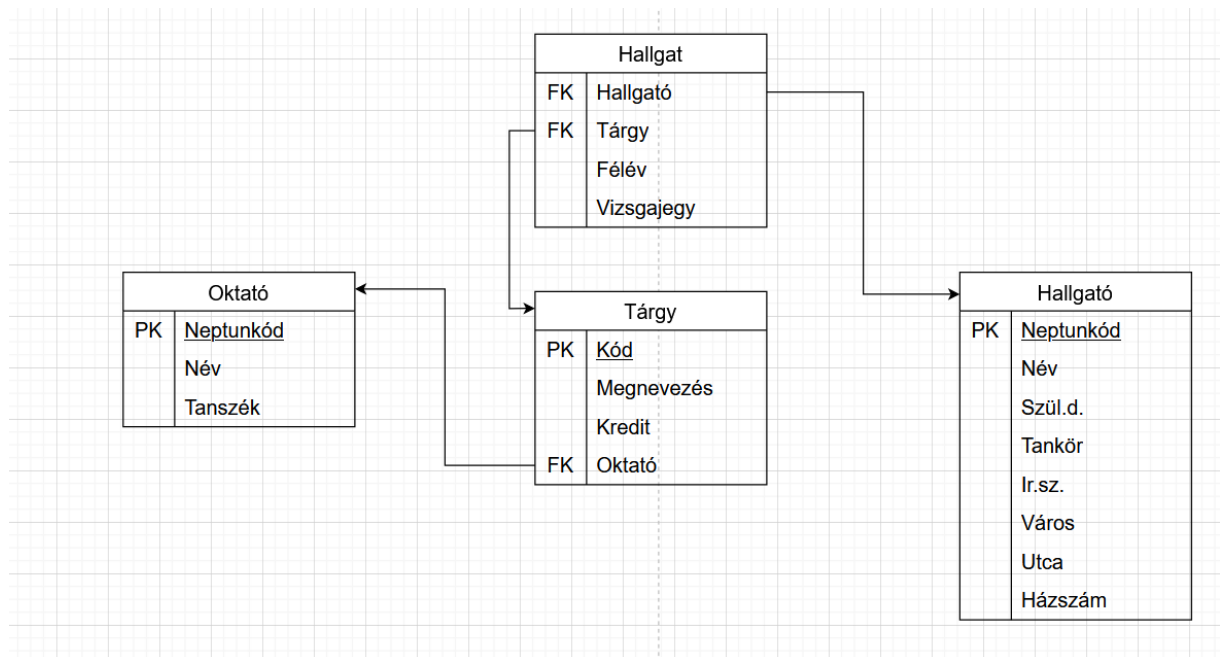 Hallgat
FK Hallgató
FK Tárgy
Félév
Vizsgajegy
Oktató
PK Neptunkód
Név
Tanszék
Tárgy
PK Kód
Megnevezés
Kredit
FK Oktató
Hallgató
PK Neptunkód
Név
Szül.d.
Tankör
Ir.sz.
Város
Utca
Házszám